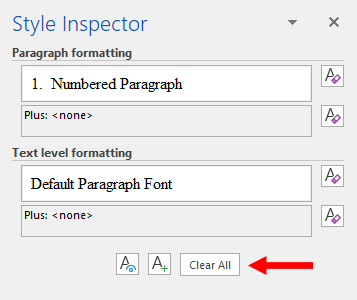 Style Inspector
Paragraph formatting
1. Numbered Paragraph
Plus: <none>
Text level formatting
Default Paragraph Font
Plus: <none>
Clear All